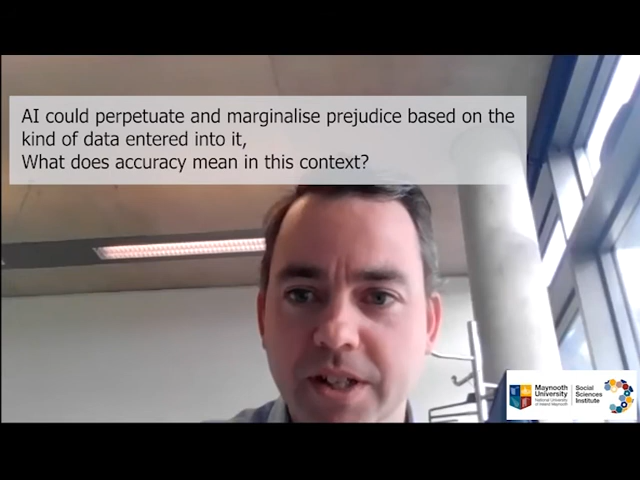 AI could perpetuate and marginalise prejudice based on the
kind of data entered into it,
What does accuracy mean in this context?
Maynooth
University
National University
of Ireland Maynooth
Social
Sciences
Institute